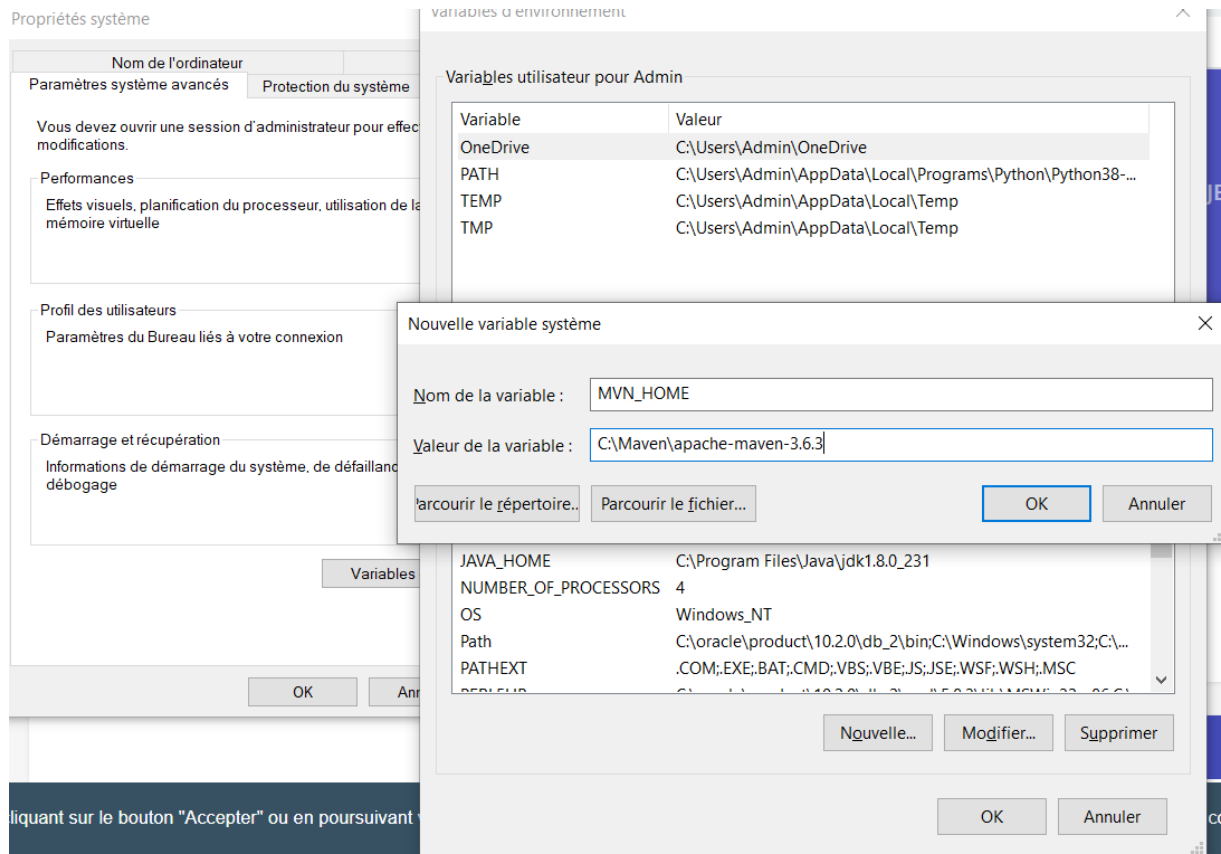 Propriétés système
Nom de l'ordinateur
Paramètres système avancés
Protection du système
Vous devez ouvrir une session d'administrateur pour
modifications.
Performances
Effets visuels, planification du processeur, utilisation de
mémoire virtuelle
Profil des utilisateurs
Paramètres du Bureau liés à votre connexion
Démarrage et récupération
Informations de démarrage du système, de
débogage
Variables
OK
Variables d'environnement
Variables utilisateur pour Admin
Variable Valeur
OneDrive C:\Users\Admin\OneDrive
PATH C:\Users\Admin\AppData\Local\Programs\Python\Python38-...
TEMP C:\Users\Admin\AppData\Local\Temp
TMP C:\Users\Admin\AppData\Local\Temp
Nouvelle variable système
Nom de la variable : MVN_HOME
Valeur de la variable : C:\Maven\apache-maven-3.6.3
Parcourir le répertoire... Parcourir le fichier... OK Annuler
JAVA_HOME C:\Program Files\Java\jdk1.8.0_231
NUMBER_OF_PROCESSORS 4
OS Windows_NT
Path C:\oracle\product\10.2.0\db_2\bin;C:\Windows\system32;C:\...
PATHEXT .COM;.EXE;.BAT;.CMD;.VBS;.VBE;.JS;.JSE;.WSF;.WSH;.MSC
Nouvelle... Modifier... Supprimer
OK Annuler
cliquant sur le bouton "Accepter" ou en poursuivant